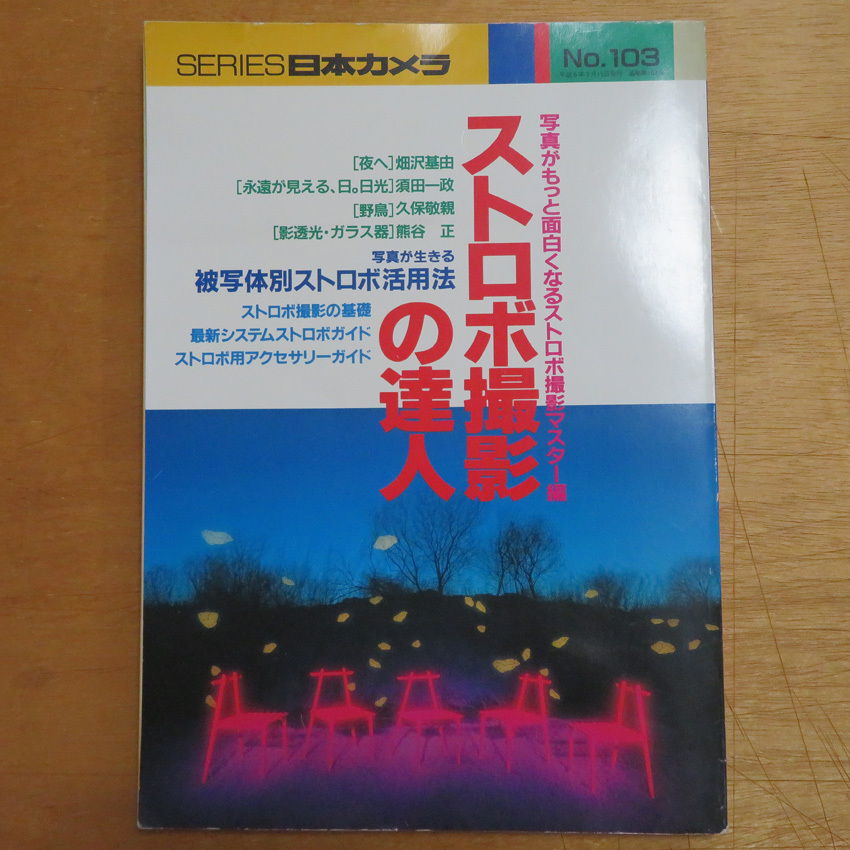 SERIES日本カメラ
No.103
写真がもっと面白くなるストロボ撮影マスター編
ストロボ撮影
の達人
[夜へ]畑沢基由
[永遠が見える、日。日光]須田一政
[野鳥]久保敬親
[影透光・ガラス器]熊谷 正
写真が生きる
被写体別ストロボ活用法
ストロボ撮影の基礎
最新システムストロボガイド
ストロボ用アクセサリーガイド